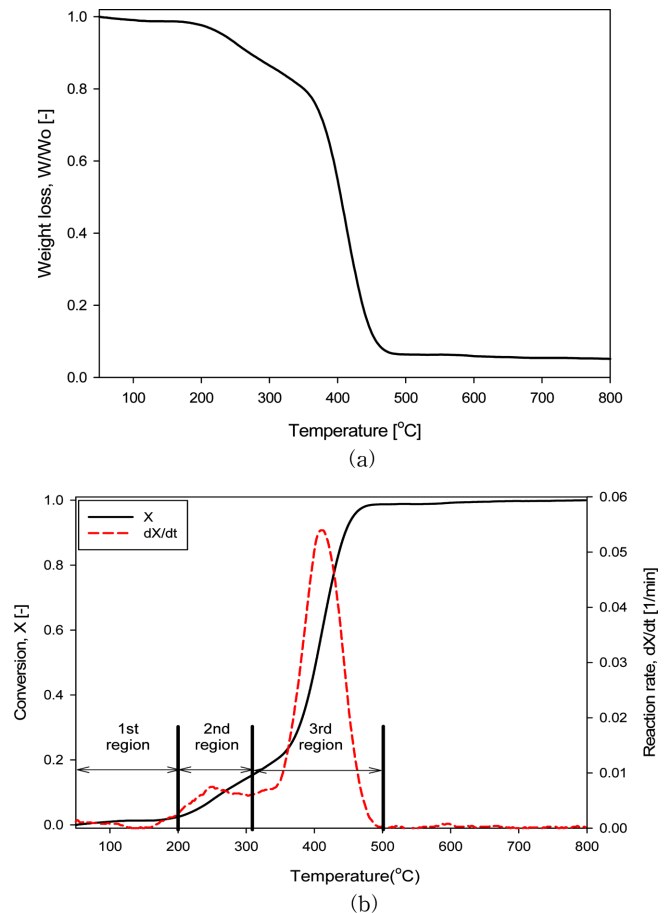 1.0
0.8
0.6
0.4
0.2
0.0
Weight loss, W/Wo [-]
100 200 300 400 500 600 700 800
Temperature [°C]
(a)
X
dX/dt
1.0
0.8
0.6
0.4
0.2
0.0
Conversion, X [-]
1st
region
2nd
region
3rd
region
0.06
0.05
0.04
0.03
0.02
0.01
0.00
Reaction rate, dX/dt [1/min]
100 200 300 400 500 600 700 800
Temperature(°C)
(b)